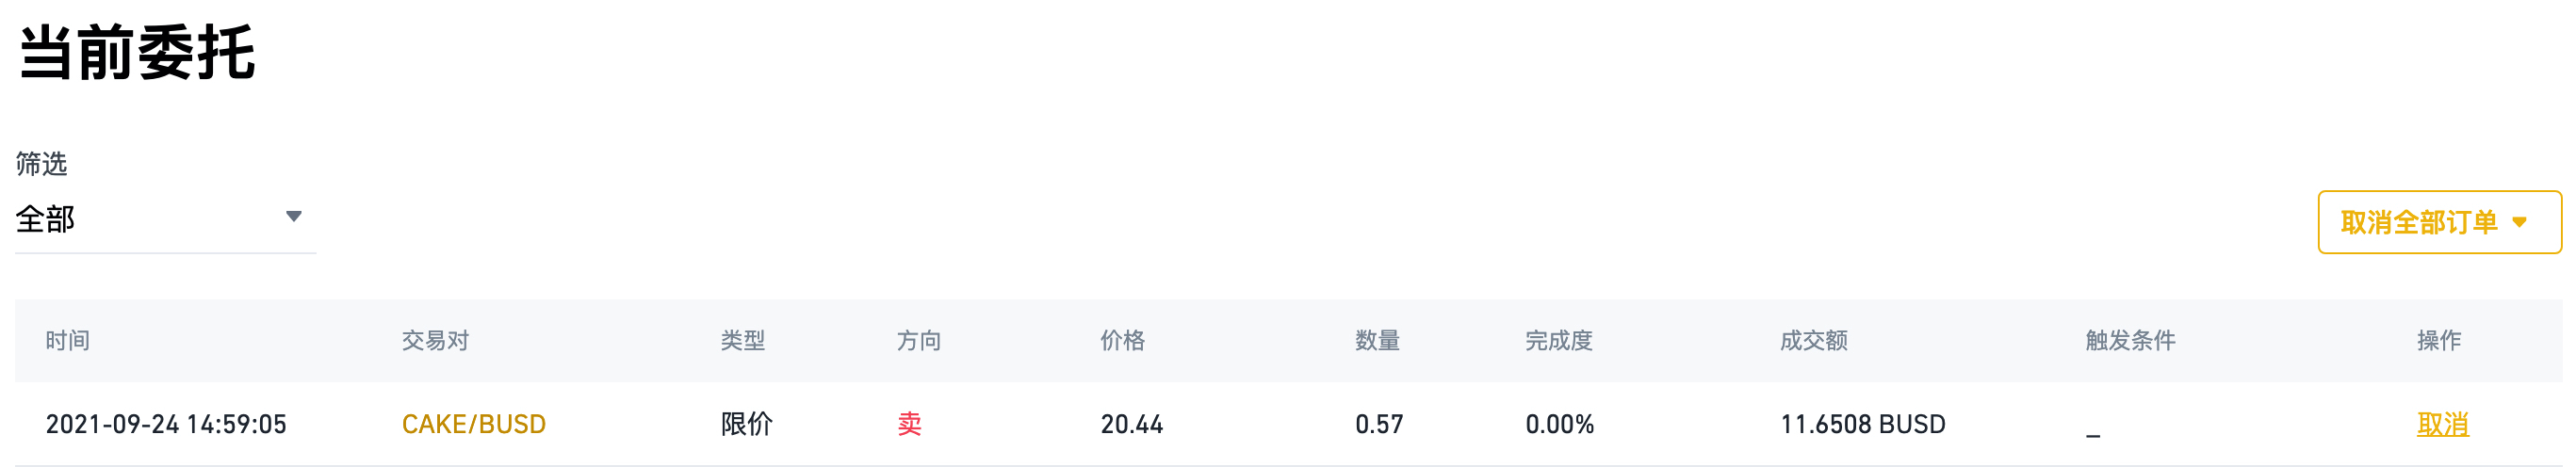 当前委托
筛选
全部
取消全部订单
时间 交易对 类型 方向 价格 数量 完成度 成交额 触发条件 操作
2021-09-24 14:59:05 CAKE/BUSD 限价 卖 20.44 0.57 0.00% 11.6508 BUSD _ 取消